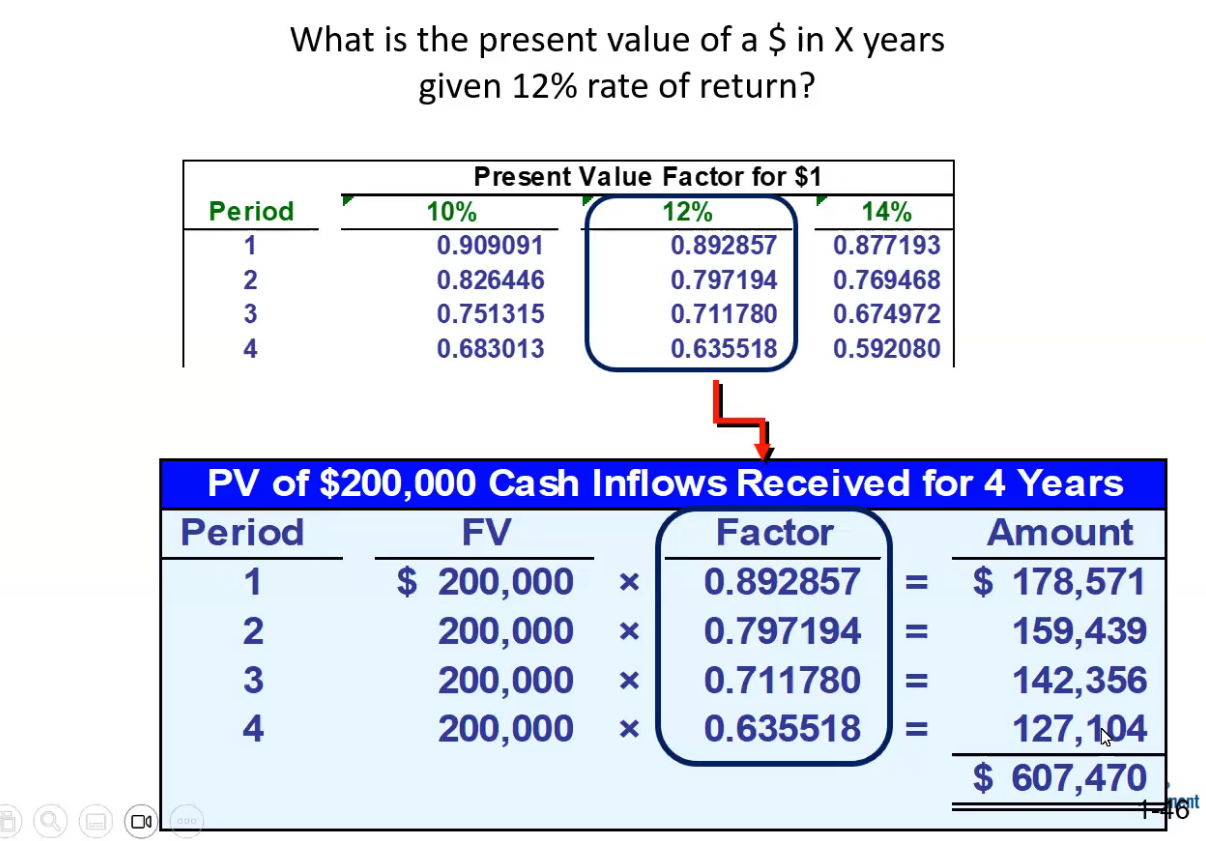 What is the present value of a $ in X years
given 12% rate of return?
Present Value Factor for $1
Period 10% 12% 14%
1 0.909091 0.892857 0.877193
2 0.826446 0.797194 0.769468
3 0.751315 0.711780 0.674972
4 0.683013 0.635518 0.592080
PV of $200,000 Cash Inflows Received for 4 Years
Period FV Factor Amount
1 $ 200,000 × 0.892857 = $ 178,571
2 200,000 × 0.797194 = 159,439
3 200,000 × 0.711780 = 142,356
4 200,000 × 0.635518 = 127,104
$ 607,470
1-46